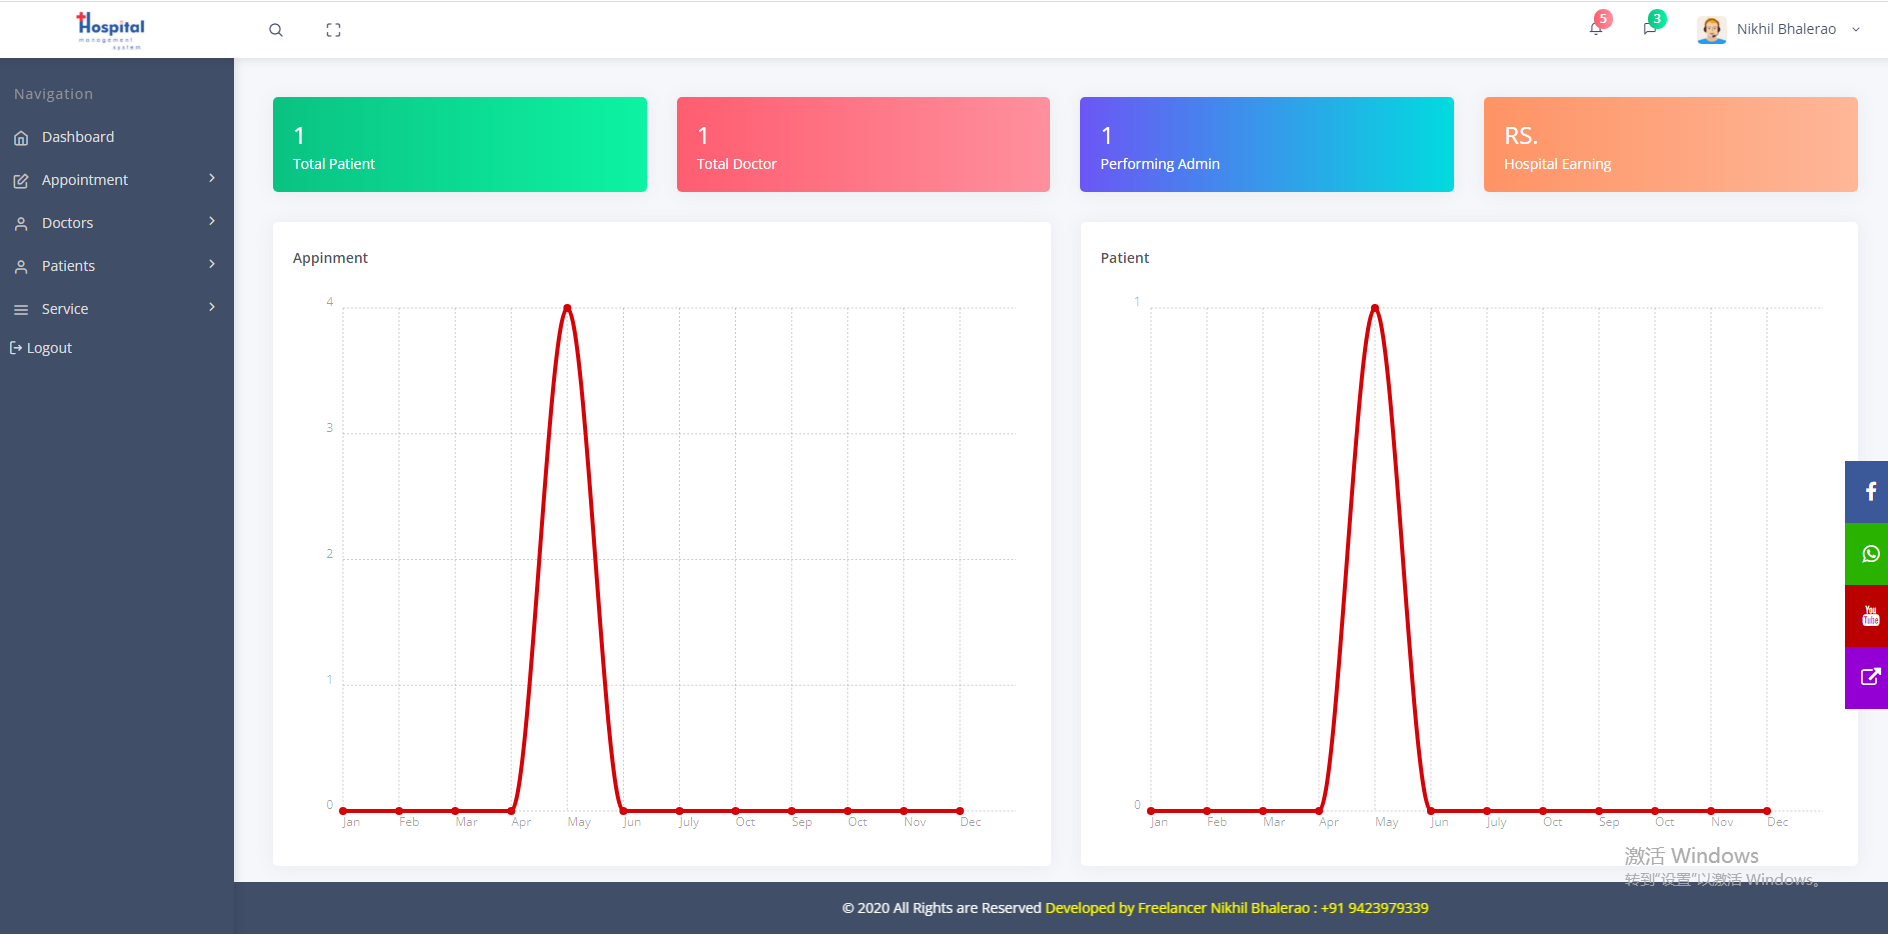 Hospital
management
system
5
3
Nikhil Bhalerao
Navigation
Dashboard
Appointment
Doctors
Patients
Service
Logout
1
Total Patient
1
Total Doctor
1
Performing Admin
RS.
Hospital Earning
Appinment
4
3
2
1
0
Jan Feb Mar Apr May Jun July Oct Sep Oct Nov Dec
Patient
1
0
Jan Feb Mar Apr May Jun July Oct Sep Oct Nov Dec
You
Tube
激活 Windows
转到"设置"以激活 Windows。
© 2020 All Rights are Reserved Developed by Freelancer Nikhil Bhalerao : +91 9423979339